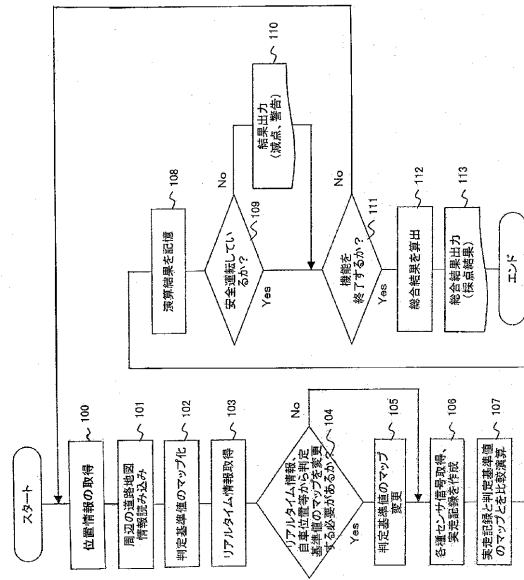 スタート
位置情報の取得
100
周辺の道路地図
情報読み込み
101
判定基準値のマップ化
102
リアルタイム情報取得
103
リアルタイム情報、
自車位置等から判定
基準値のマップを変更
する必要があるか?
104
No
Yes
判定基準値のマップ
変更
105
各種センサ信号取得、
実走記録を作成
106
実走記録と判定基準値
のマップとを比較演算
107
演算結果を記憶
108
安全運転してい
るか?
109
No
Yes
結果出力
(減点、警告)
110
機能を
終了するか?
111
No
Yes
総合結果を算出
112
総合結果出力
(採点結果)
113
エンド